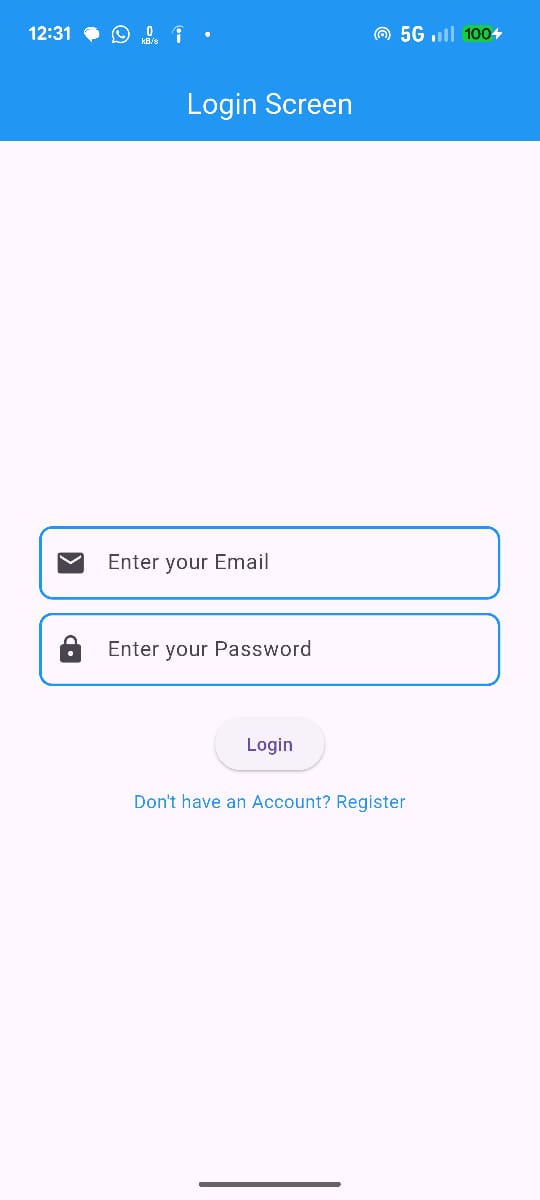 12:31 0 kB/s 5G 100
Login Screen
Enter your Email
Enter your Password
Login
Don't have an Account? Register